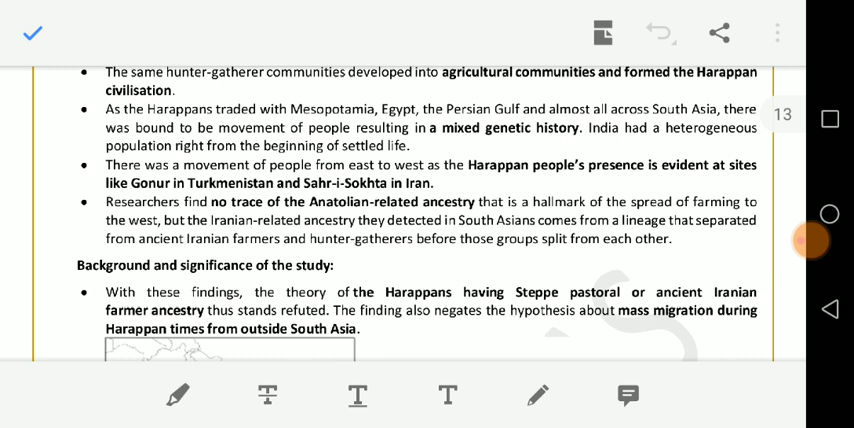 • The same hunter-gatherer communities developed into agricultural communities and formed the Harappan
civilisation.
• As the Harappans traded with Mesopotamia, Egypt, the Persian Gulf and almost all across South Asia, there
was bound to be movement of people resulting in a mixed genetic history. India had a heterogeneous
population right from the beginning of settled life.
• There was a movement of people from east to west as the Harappan people's presence is evident at sites
like Gonur in Turkmenistan and Sahr-i-Sokhta in Iran.
• Researchers find no trace of the Anatolian-related ancestry that is a hallmark of the spread of farming to
the west, but the Iranian-related ancestry they detected in South Asians comes from a lineage that separated
from ancient Iranian farmers and hunter-gatherers before those groups split from each other.
Background and significance of the study:
• With these findings, the theory of the Harappans having Steppe pastoral or ancient Iranian
farmer ancestry thus stands refuted. The finding also negates the hypothesis about mass migration during
Harappan times from outside South Asia.
13
S
T
T
T